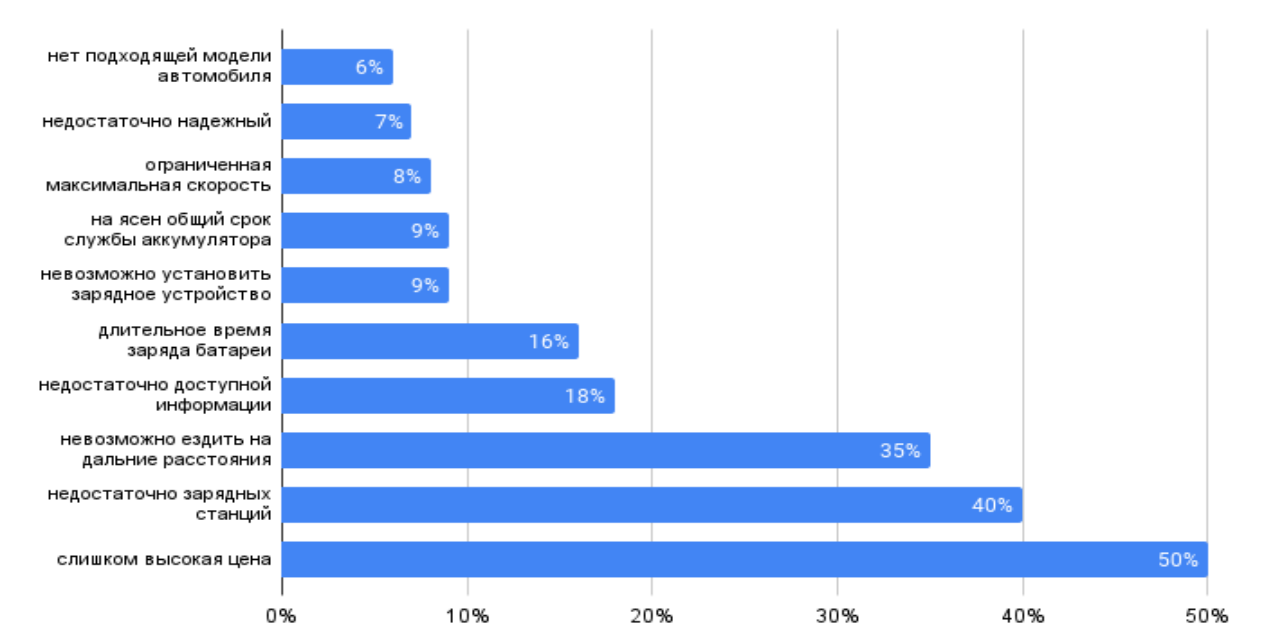 нет подходящей модели
автомобиля
6%
недостаточно надежный
7%
ограниченная
максимальная скорость
8%
на ясен общий срок
службы аккумулятора
9%
невозможно установить
зарядное устройство
9%
длительное время
заряда батареи
16%
недостаточно доступной
информации
18%
невозможно ездить на
дальние расстояния
35%
недостаточно зарядных
станций
40%
слишком высокая цена
50%
0% 10% 20% 30% 40% 50%